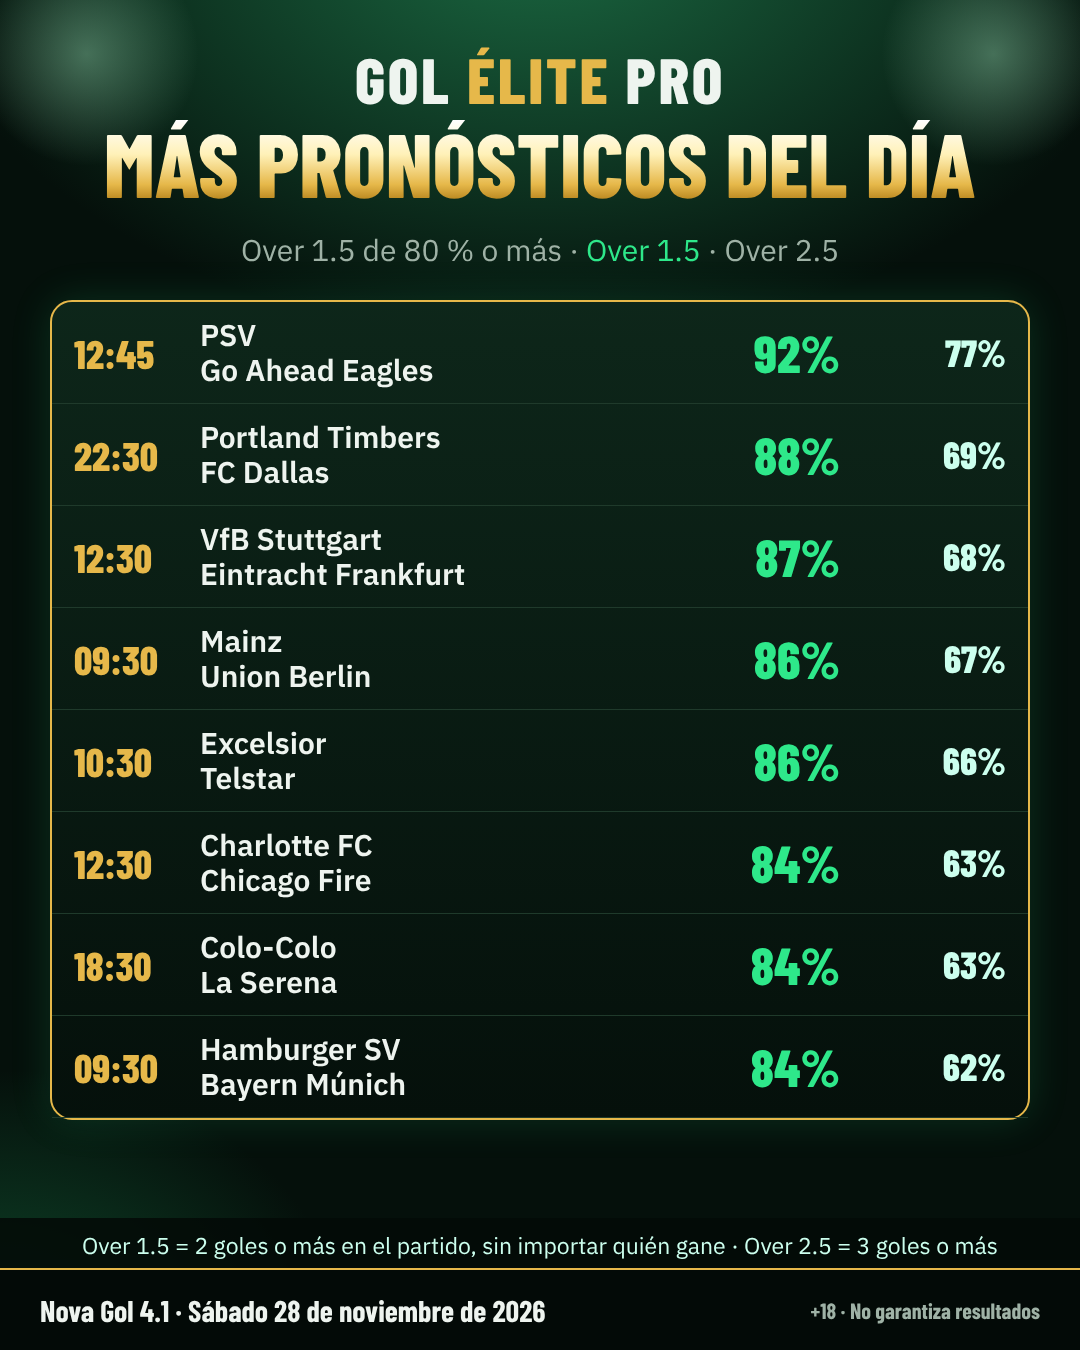 GOL ÉLITE PRO
MÁS PRONÓSTICOS DEL DÍA
Over 1.5 de 80 % o más · Over 1.5 · Over 2.5
12:45 PSV 92% 77%
Go Ahead Eagles
22:30 Portland Timbers 88% 69%
FC Dallas
12:30 VfB Stuttgart 87% 68%
Eintracht Frankfurt
09:30 Mainz 86% 67%
Union Berlin
10:30 Excelsior 86% 66%
Telstar
12:30 Charlotte FC 84% 63%
Chicago Fire
18:30 Colo-Colo 84% 63%
La Serena
09:30 Hamburger SV 84% 62%
Bayern Múnich
Over 1.5 = 2 goles o más en el partido, sin importar quién gane · Over 2.5 = 3 goles o más
Nova Gol 4.1 · Sábado 28 de noviembre de 2026
+18 · No garantiza resultados